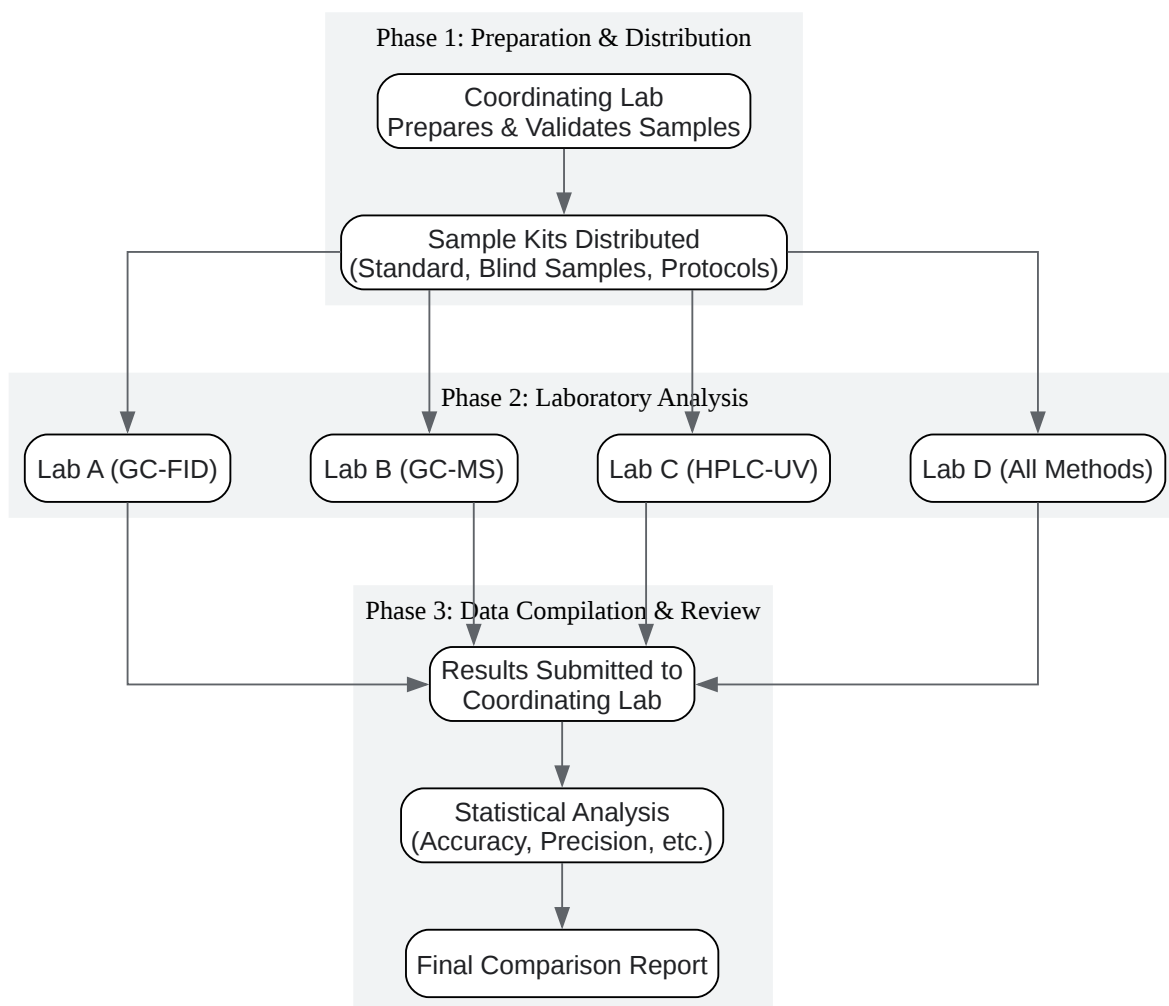 Phase 1: Preparation & Distribution
Coordinating Lab
Prepares & Validates Samples
Sample Kits Distributed
(Standard, Blind Samples, Protocols)
Phase 2: Laboratory Analysis
Lab A (GC-FID)
Lab B (GC-MS)
Lab C (HPLC-UV)
Lab D (All Methods)
Phase 3: Data Compilation & Review
Results Submitted to
Coordinating Lab
Statistical Analysis
(Accuracy, Precision, etc.)
Final Comparison Report